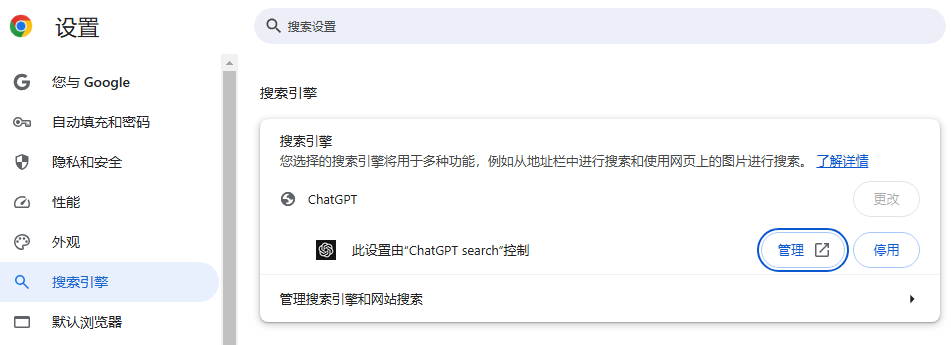 设置
搜索设置
您与 Google
自动填充和密码
隐私和安全
性能
外观
搜索引擎
默认浏览器
搜索引擎
搜索引擎
您选择的搜索引擎将用于多种功能，例如从地址栏中进行搜索和使用网页上的图片进行搜索。 了解详情
ChatGPT
更改
此设置由“ChatGPT search”控制
管理
停用
管理搜索引擎和网站搜索